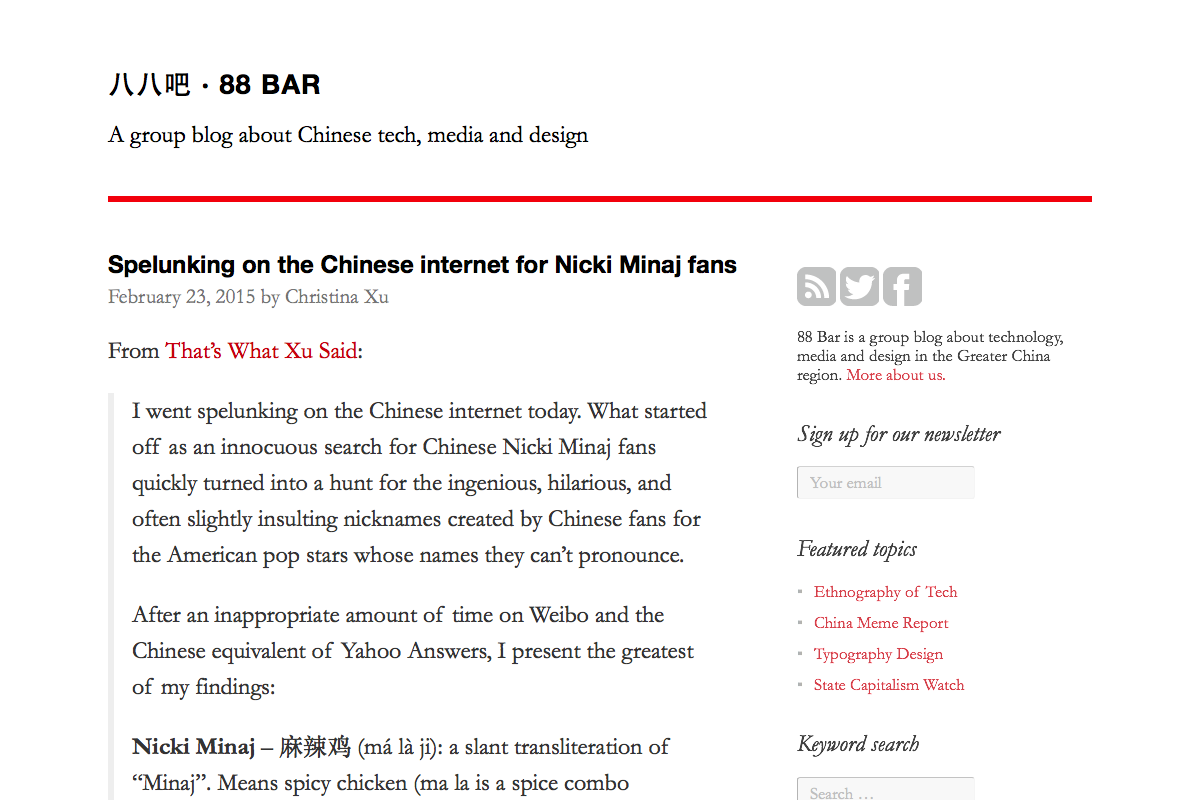 八八吧 · 88 BAR
A group blog about Chinese tech, media and design
Spelunking on the Chinese internet for Nicki Minaj fans
February 23, 2015 by Christina Xu
From That’s What Xu Said:
I went spelunking on the Chinese internet today. What started
off as an innocuous search for Chinese Nicki Minaj fans
quickly turned into a hunt for the ingenious, hilarious, and
often slightly insulting nicknames created by Chinese fans for
the American pop stars whose names they can’t pronounce.
After an inappropriate amount of time on Weibo and the
Chinese equivalent of Yahoo Answers, I present the greatest
of my findings:
Nicki Minaj – 麻辣鸡 (má là ji): a slant transliteration of
“Minaj”. Means spicy chicken (ma la is a spice combo
88 Bar is a group blog about technology,
media and design in the Greater China
region. More about us.
Sign up for our newsletter
Your email
Featured topics
Ethnography of Tech
China Meme Report
Typography Design
State Capitalism Watch
Keyword search
Search …